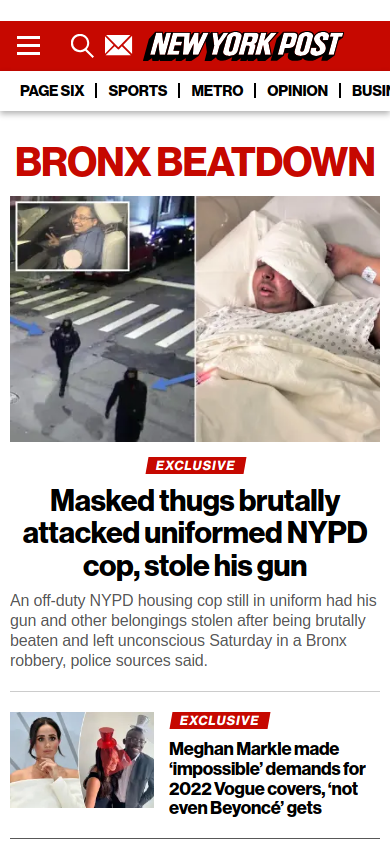 NEW YORK POST
PAGE SIX | SPORTS | METRO | OPINION | BUSI
BRONX BEATDOWN
EXCLUSIVE
Masked thugs brutally
attacked uniformed NYPD
cop, stole his gun
An off-duty NYPD housing cop still in uniform had his
gun and other belongings stolen after being brutally
beaten and left unconscious Saturday in a Bronx
robbery, police sources said.
EXCLUSIVE
Meghan Markle made
‘impossible’ demands for
2022 Vogue covers, ‘not
even Beyoncé’ gets